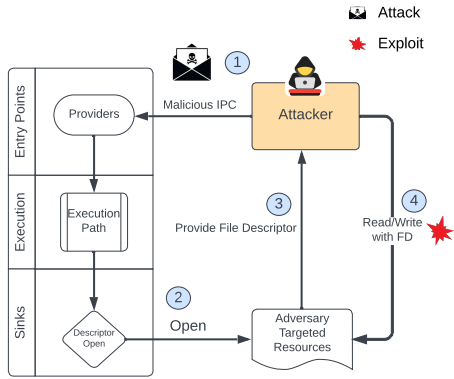 Attack
Exploit
1
Malicious IPC
Attacker
Entry Points
Providers
Execution
Execution
Path
3
Provide File Descriptor
4
Read/Write
with FD
Sinks
2
Open
Descriptor
Open
Adversary
Targeted
Resources